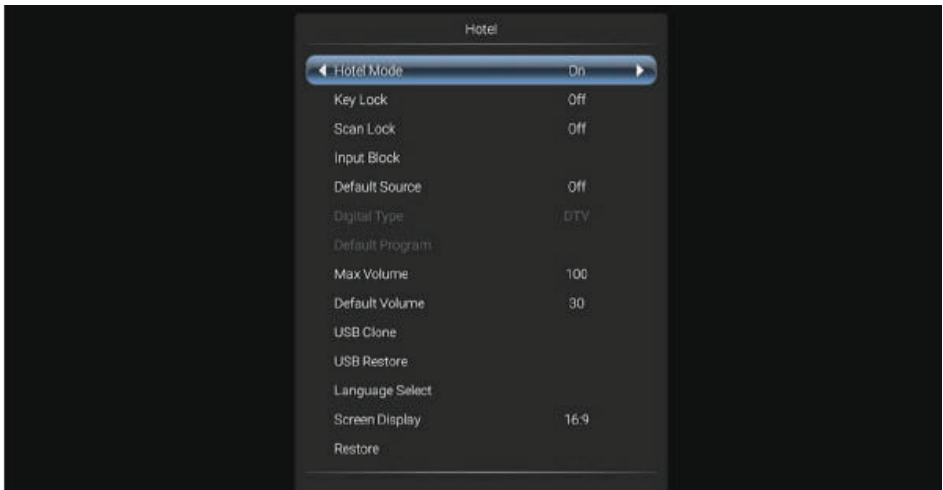 Hotel
Hotel Mode On
Key Lock Off
Scan Lock Off
Input Block
Default Source Off
Digital Type DTV
Default Program
Max Volume 100
Default Volume 30
USB Clone
USB Restore
Language Select
Screen Display 16:9
Restore